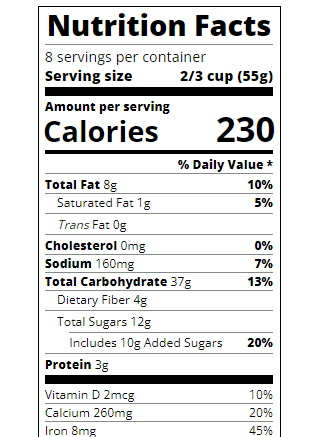 Nutrition Facts
8 servings per container
Serving size 2/3 cup (55g)
Amount per serving
Calories 230
% Daily Value *
Total Fat 8g 10%
Saturated Fat 1g 5%
Trans Fat 0g
Cholesterol 0mg 0%
Sodium 160mg 7%
Total Carbohydrate 37g 13%
Dietary Fiber 4g
Total Sugars 12g
Includes 10g Added Sugars 20%
Protein 3g
Vitamin D 2mcg 10%
Calcium 260mg 20%
Iron 8mg 45%